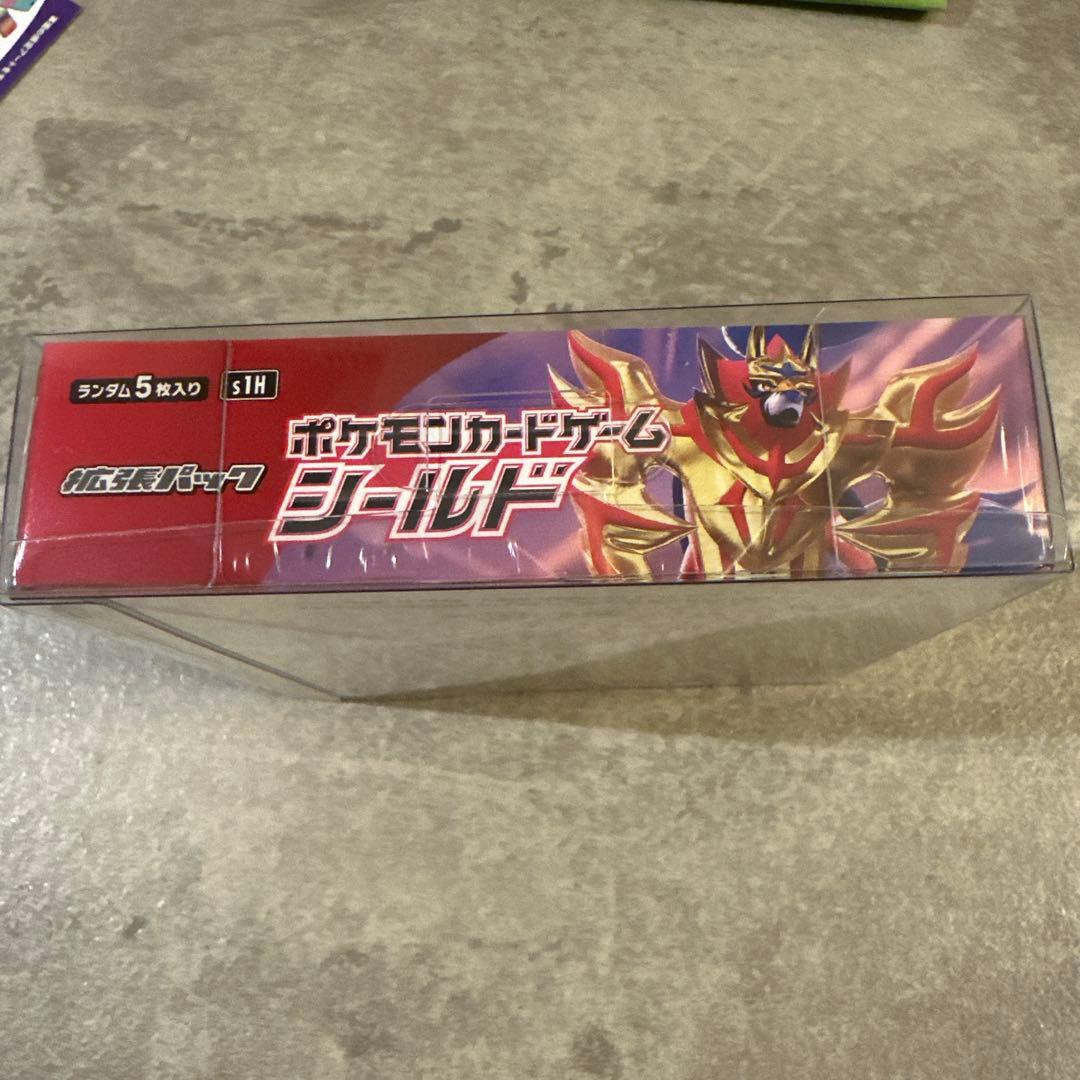 ランダム5枚入り s1H
拡張パック
ポケモンカードゲーム
シールド